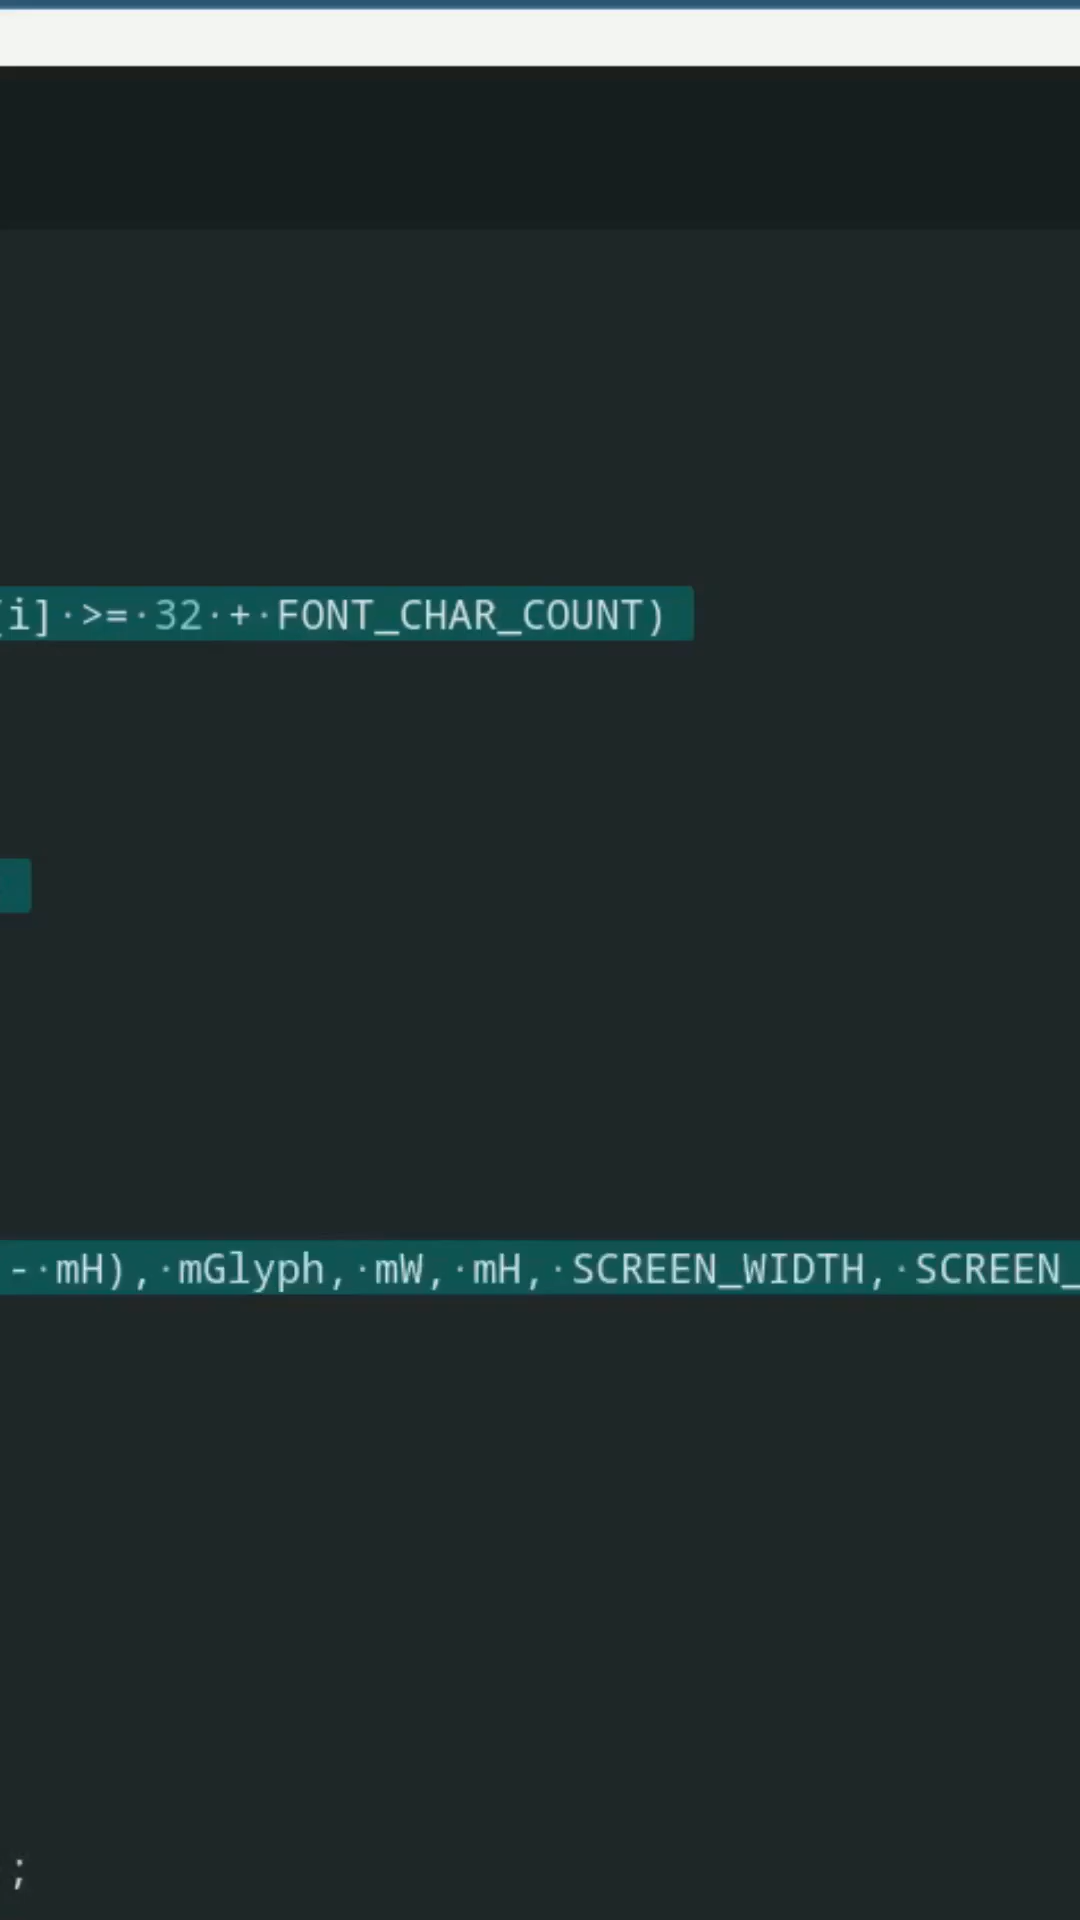 [i] >= 32 + FONT_CHAR_COUNT)
- mH), mGlyph, mW, mH, SCREEN_WIDTH, SCREEN_
;